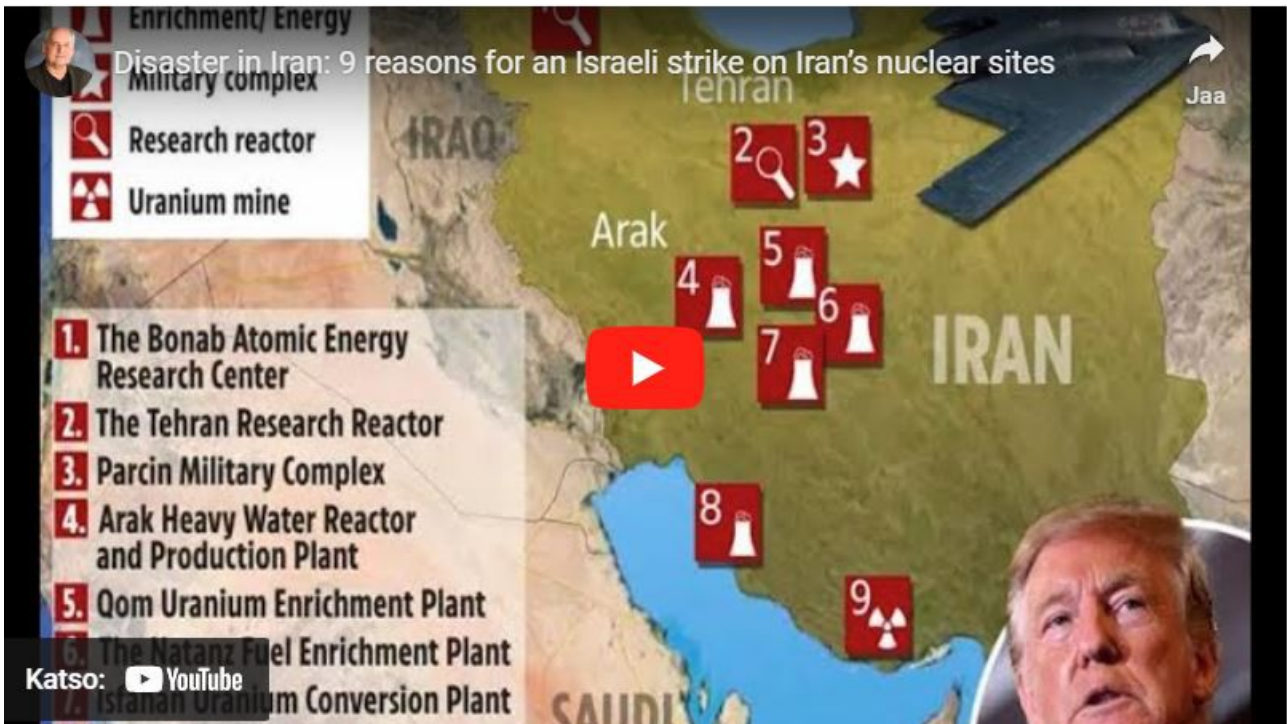 Enrichment/ Energy
Disaster in Iran: 9 reasons for an Israeli strike on Iran’s nuclear sites
Military complex
Jaa
Tehran
Research reactor
IRAQ
2
3
Uranium mine
Arak
5
4
6
1. The Bonab Atomic Energy
Research Center
7
IRAN
2. The Tehran Research Reactor
3. Parcin Military Complex
4. Arak Heavy Water Reactor
and Production Plant
8
5. Qom Uranium Enrichment Plant
9
6. The Natanz Fuel Enrichment Plant
Katso: YouTube
7. Isfahan Uranium Conversion Plant
SAUDI